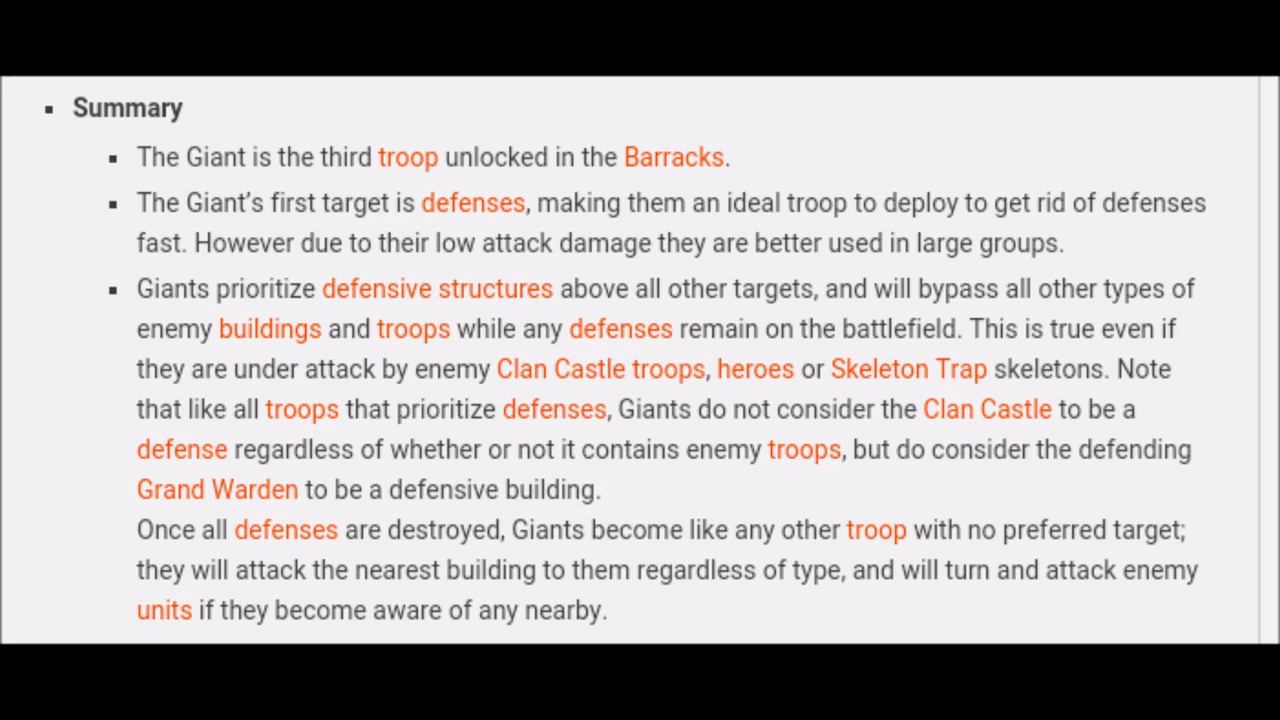 Summary
The Giant is the third troop unlocked in the Barracks.
The Giant’s first target is defenses, making them an ideal troop to deploy to get rid of defenses
fast. However due to their low attack damage they are better used in large groups.
Giants prioritize defensive structures above all other targets, and will bypass all other types of
enemy buildings and troops while any defenses remain on the battlefield. This is true even if
they are under attack by enemy Clan Castle troops, heroes or Skeleton Trap skeletons. Note
that like all troops that prioritize defenses, Giants do not consider the Clan Castle to be a
defense regardless of whether or not it contains enemy troops, but do consider the defending
Grand Warden to be a defensive building.
Once all defenses are destroyed, Giants become like any other troop with no preferred target;
they will attack the nearest building to them regardless of type, and will turn and attack enemy
units if they become aware of any nearby.